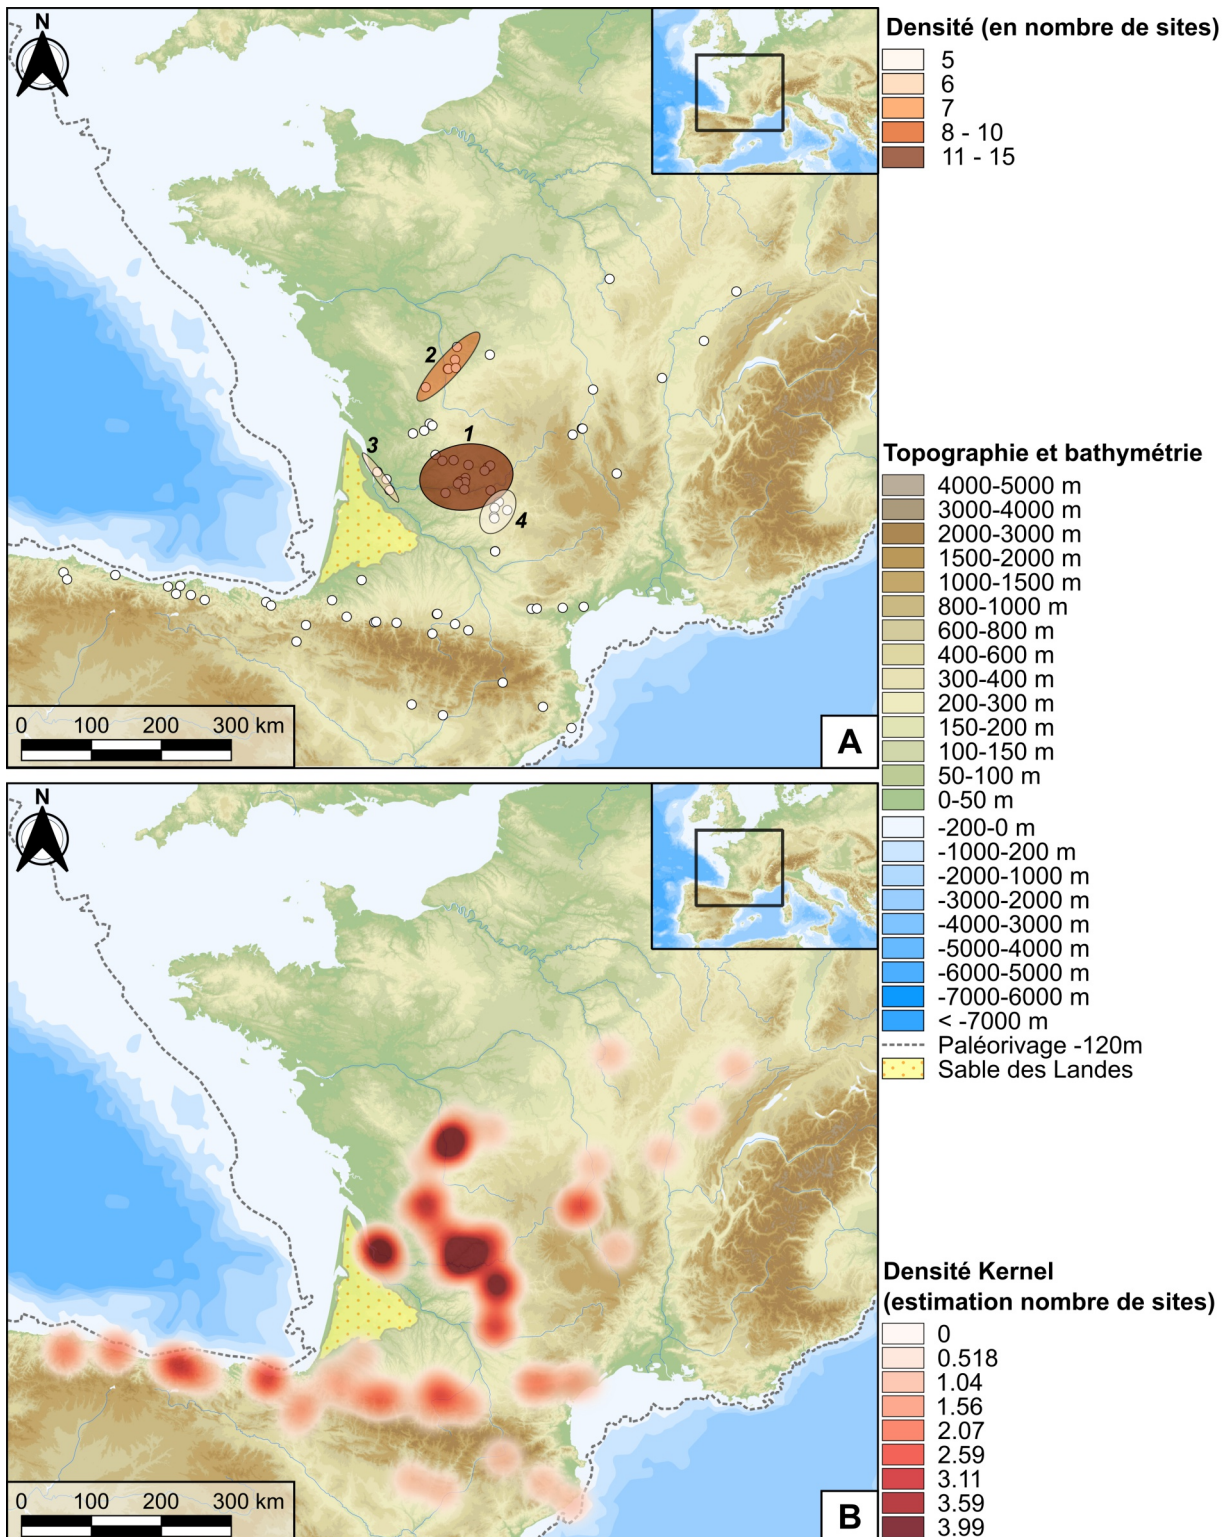 N
2
1
3
4
0 100 200 300 km
A
Densité (en nombre de sites)
5
6
7
8 - 10
11 - 15
Topographie et bathymétrie
4000-5000 m
3000-4000 m
2000-3000 m
1500-2000 m
1000-1500 m
800-1000 m
600-800 m
400-600 m
300-400 m
200-300 m
150-200 m
100-150 m
50-100 m
0-50 m
-200-0 m
-1000-200 m
-2000-1000 m
-3000-2000 m
-4000-3000 m
-5000-4000 m
-6000-5000 m
-7000-6000 m
< -7000 m
Paléorivage -120m
Sable des Landes
N
0 100 200 300 km
B
Densité Kernel
(estimation nombre de sites)
0
0.518
1.04
1.56
2.07
2.59
3.11
3.59
3.99